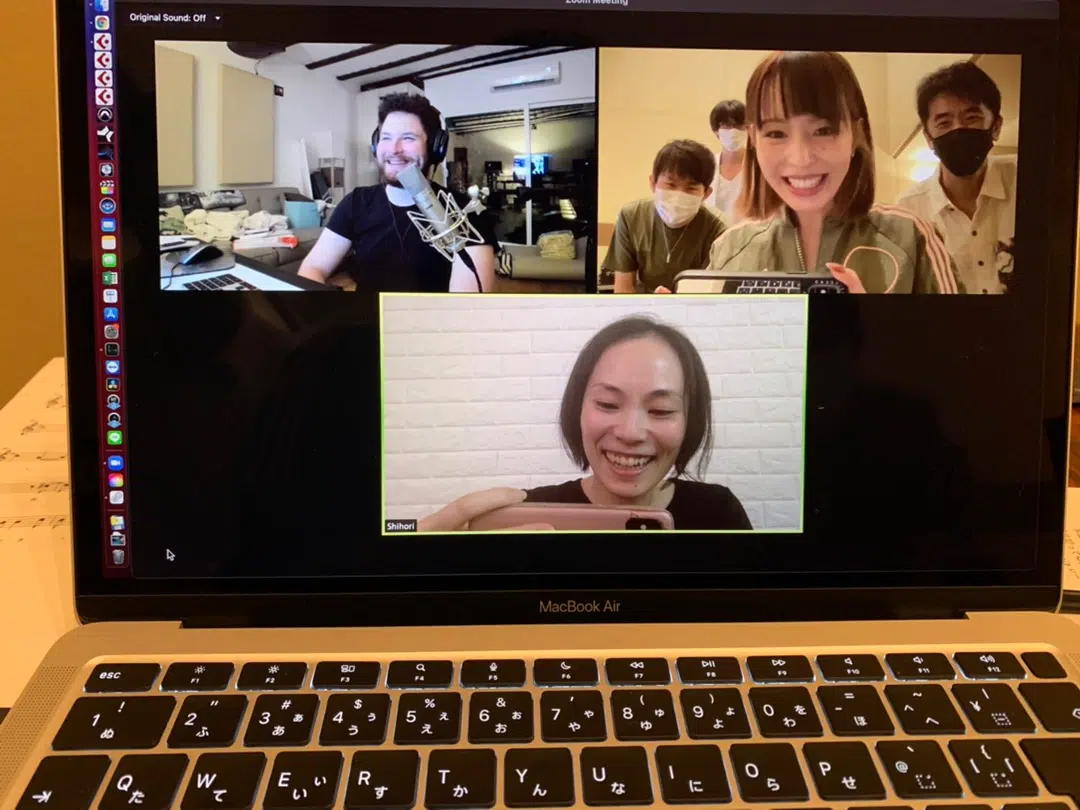 Zoom Meeting
Original Sound: Off
Shihori
MacBook Air
esc F1 F2 F3 F4 F5 F6 F7 F8 F9 F10 F11 F12
! 1 ぬ " 2 ふ # 3 ぁ あ $ 4 ぅ う % 5 ぇ え & 6 ぉ お ' 7 ゃ や ( 8 ゅ ゆ ) 9 ょ よ 0 を わ = - ほ ~ ^ へ | ¥
Q た W て E ぃ い R す T か Y ん U な I に O ら P せ ` @ { [